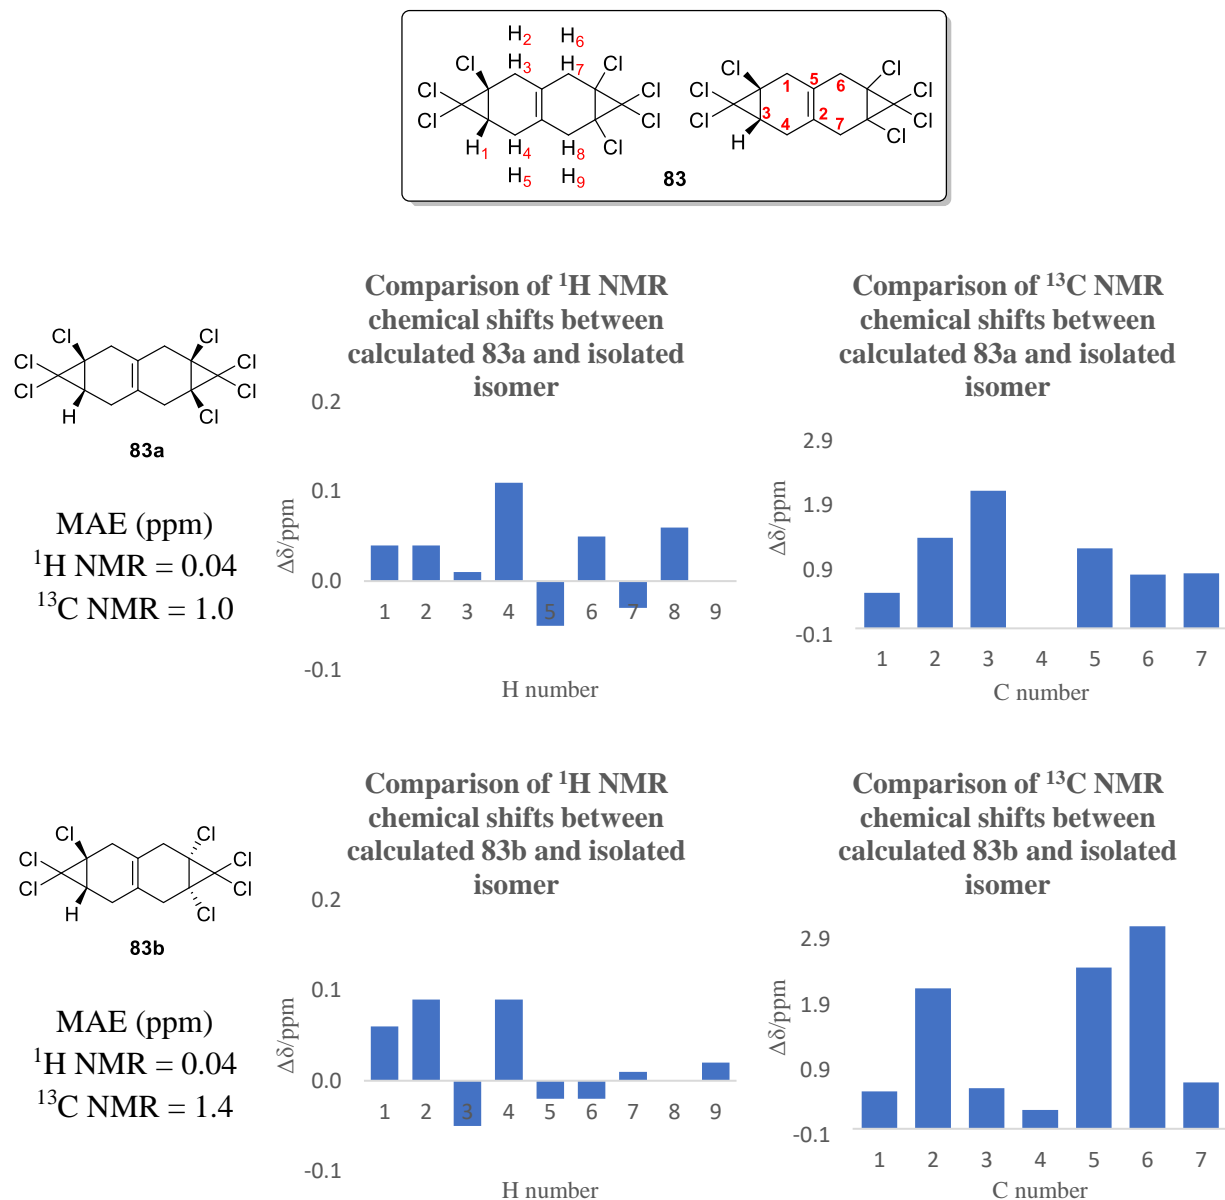 H2 H6
Cl H3 H7 Cl
Cl Cl
Cl Cl
H1 H4 H8 Cl
H5 H9
Cl 1 5 6 Cl
Cl 3 2 Cl
Cl 4 7 Cl
H Cl
83
Cl Cl
Cl Cl
Cl Cl
H Cl
83a
MAE (ppm)
1H NMR = 0.04
13C NMR = 1.0
Comparison of 1H NMR
chemical shifts between
calculated 83a and isolated
isomer
0.2
0.1
0.0
-0.1
Δδ/ppm
1 2 3 4 5 6 7 8 9
H number
Comparison of 13C NMR
chemical shifts between
calculated 83a and isolated
isomer
2.9
1.9
0.9
-0.1
Δδ/ppm
1 2 3 4 5 6 7
C number
Cl Cl
Cl Cl
Cl Cl
H Cl
83b
MAE (ppm)
1H NMR = 0.04
13C NMR = 1.4
Comparison of 1H NMR
chemical shifts between
calculated 83b and isolated
isomer
0.2
0.1
0.0
-0.1
Δδ/ppm
1 2 3 4 5 6 7 8 9
H number
Comparison of 13C NMR
chemical shifts between
calculated 83b and isolated
isomer
2.9
1.9
0.9
-0.1
Δδ/ppm
1 2 3 4 5 6 7
C number